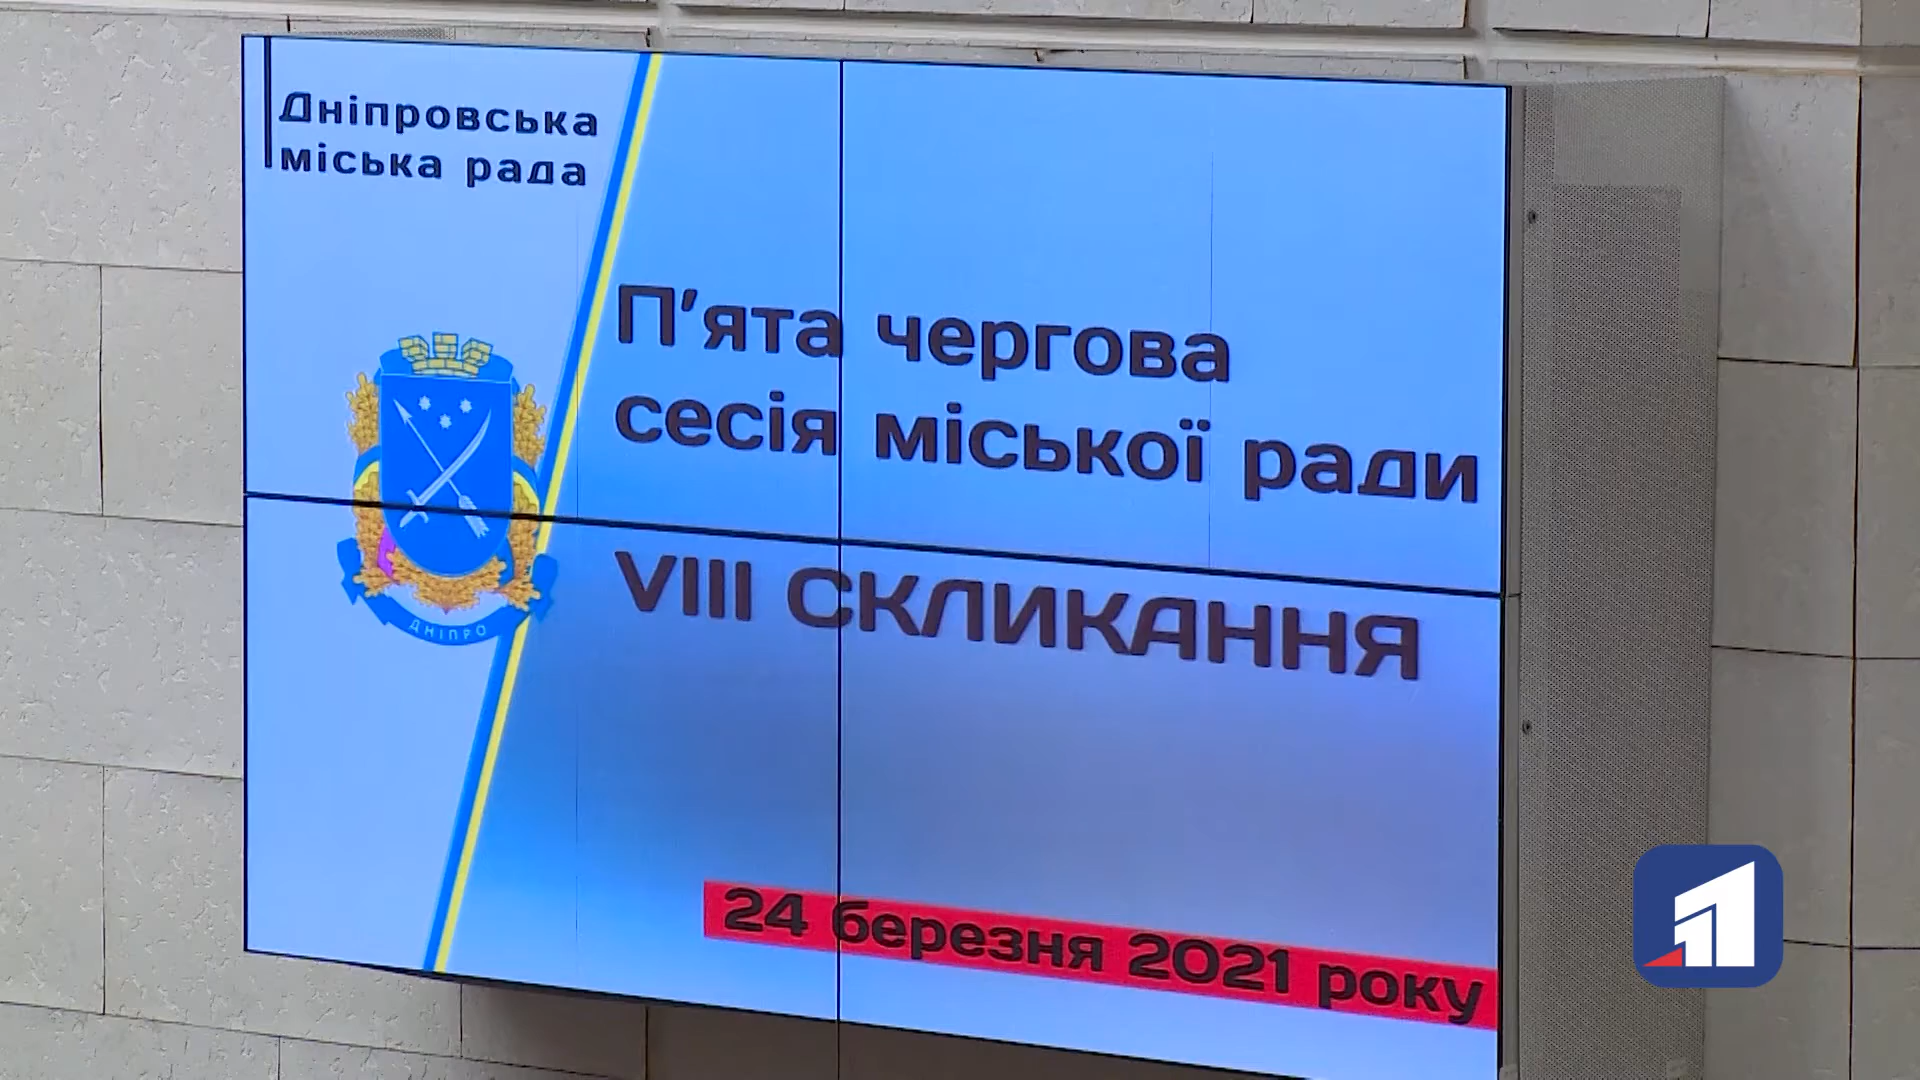 Дніпровська
міська рада
П’ята чергова
сесія міської ради
VIII СКЛИКАННЯ
ДНІПРО
24 березня 2021 року